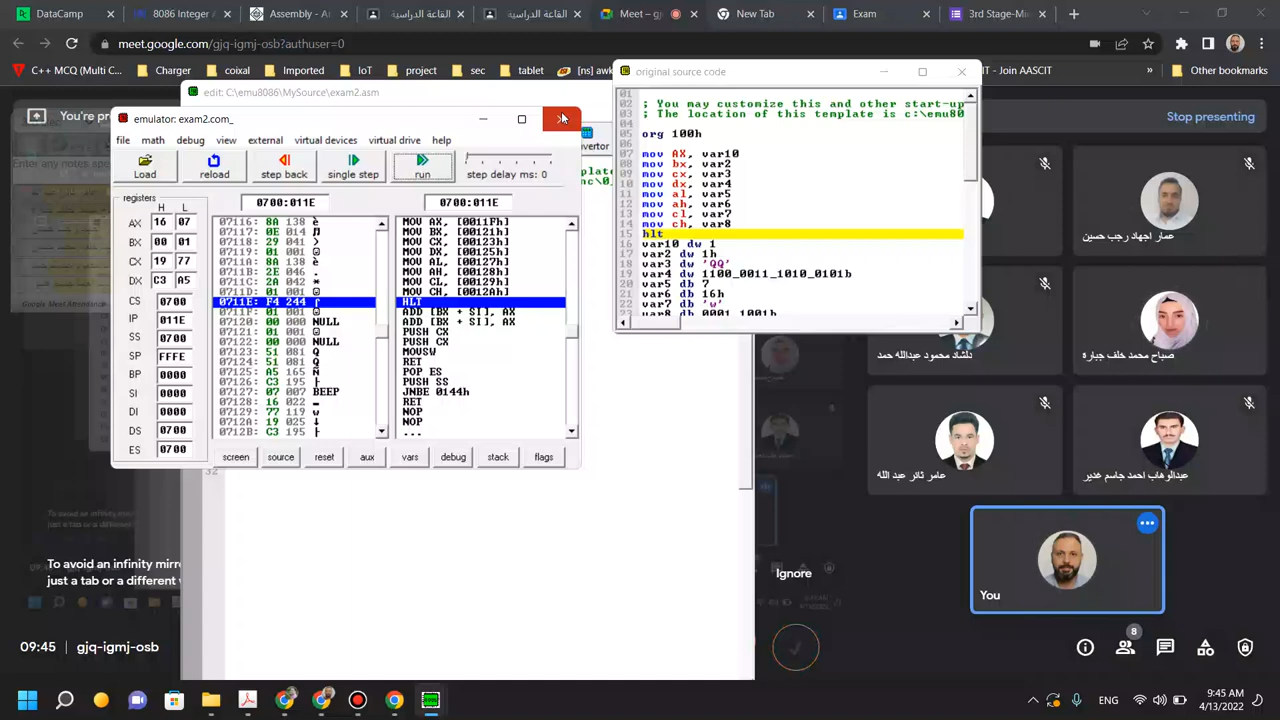 DataCamp
8086 Integ
Assembly - A
القاعة الدراسية
القاعة الدراسية
Meet – gj
New Tab
Exam
3rd Stage-Mi
meet.google.com/gjq-igmj-osb?authuser=0
C++ MCQ (Multi C...
Charger
coixal
Imported
IoT
project
sec
tablet
Other bookmarks
original source code
edit: C:\emu8086\MySource\exam2.asm
01
02 ; You may customize this and other start-up
03 ; The location of this template is c:\emu80
04
05 org 100h
07 mov AX, var10
08 mov bx, var2
09 mov cx, var3
10 mov dx, var4
11 mov al, var5
12 mov ah, var6
13 mov cl, var7
14 mov ch, var8
15 hlt
16 var10 dw 1
17 var2 dw 1h
18 var3 dw 'QQ'
19 var4 dw 1100_0011_1010_0101b
20 var5 db 7
21 var6 db 16h
22 var7 db 'w'
var8 db 0001_1001b
You're pre
emulator: exam2.com_
file math debug view external virtual devices virtual drive help
Load reload step back single step run step delay ms: 0
registers
H L
0700:011E
0700:011E
AX 16 07
BX 00 01
CX 19 77
DX C3 A5
CS 0700
IP 011E
SS 0700
SP FFFE
BP 0000
SI 0000
DI 0000
DS 0700
ES 0700
07116: 8A 138 è
07117: 0E 014
07118: 29 041 )
07119: 01 001
0711A: 8A 138 è
0711B: 2E 046 .
0711C: 2A 042 *
0711D: 01 001
0711E: F4 244
0711F: 01 001
07120: 00 000 NULL
07121: 01 001
07122: 00 000 NULL
07123: 51 081 Q
07124: 51 081 Q
07125: A5 165 Ñ
07126: C3 195
07127: 07 007 BEEP
07128: 16 022
07129: 77 119 w
0712A: 19 025
0712B: C3 195
MOV AX, [0011Fh]
MOV BX, [00121h]
MOV CX, [00123h]
MOV DX, [00125h]
MOV AL, [00127h]
MOV AH, [00128h]
MOV CL, [00129h]
MOV CH, [0012Ah]
HLT
ADD [BX + SI], AX
ADD [BX + SI], AX
PUSH CX
PUSH CX
MOVSW
RET
POP ES
PUSH SS
JNBE 0144h
RET
NOP
NOP
...
screen source reset aux vars debug stack flags
Google Meet Attendance
32
دلشاد محمود عبدالله حمد
صباح محمد خلف جبارة
عامر ثائر عبد الله
عبدالوهاب احمد جاسم غدير
You
To avoid an infinity mirr
just a tab or a different w
Ignore
09:45 gjq-igmj-osb
8
9:45 AM
4/13/2022